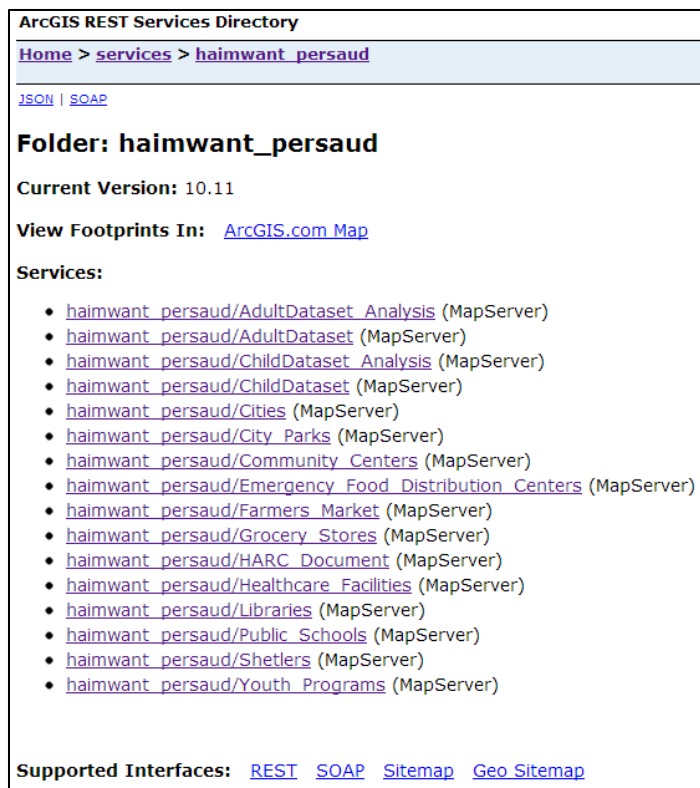 ArcGIS REST Services Directory
Home > services > haimwant_persaud
JSON | SOAP
Folder: haimwant_persaud
Current Version: 10.11
View Footprints In: ArcGIS.com Map
Services:
• haimwant_persaud/AdultDataset_Analysis (MapServer)
• haimwant_persaud/AdultDataset (MapServer)
• haimwant_persaud/ChildDataset_Analysis (MapServer)
• haimwant_persaud/ChildDataset (MapServer)
• haimwant_persaud/Cities (MapServer)
• haimwant_persaud/City_Parks (MapServer)
• haimwant_persaud/Community_Centers (MapServer)
• haimwant_persaud/Emergency_Food_Distribution_Centers (MapServer)
• haimwant_persaud/Farmers_Market (MapServer)
• haimwant_persaud/Grocery_Stores (MapServer)
• haimwant_persaud/HARC_Document (MapServer)
• haimwant_persaud/Healthcare_Facilities (MapServer)
• haimwant_persaud/Libraries (MapServer)
• haimwant_persaud/Public_Schools (MapServer)
• haimwant_persaud/Shetlers (MapServer)
• haimwant_persaud/Youth_Programs (MapServer)
Supported Interfaces: REST SOAP Sitemap Geo Sitemap